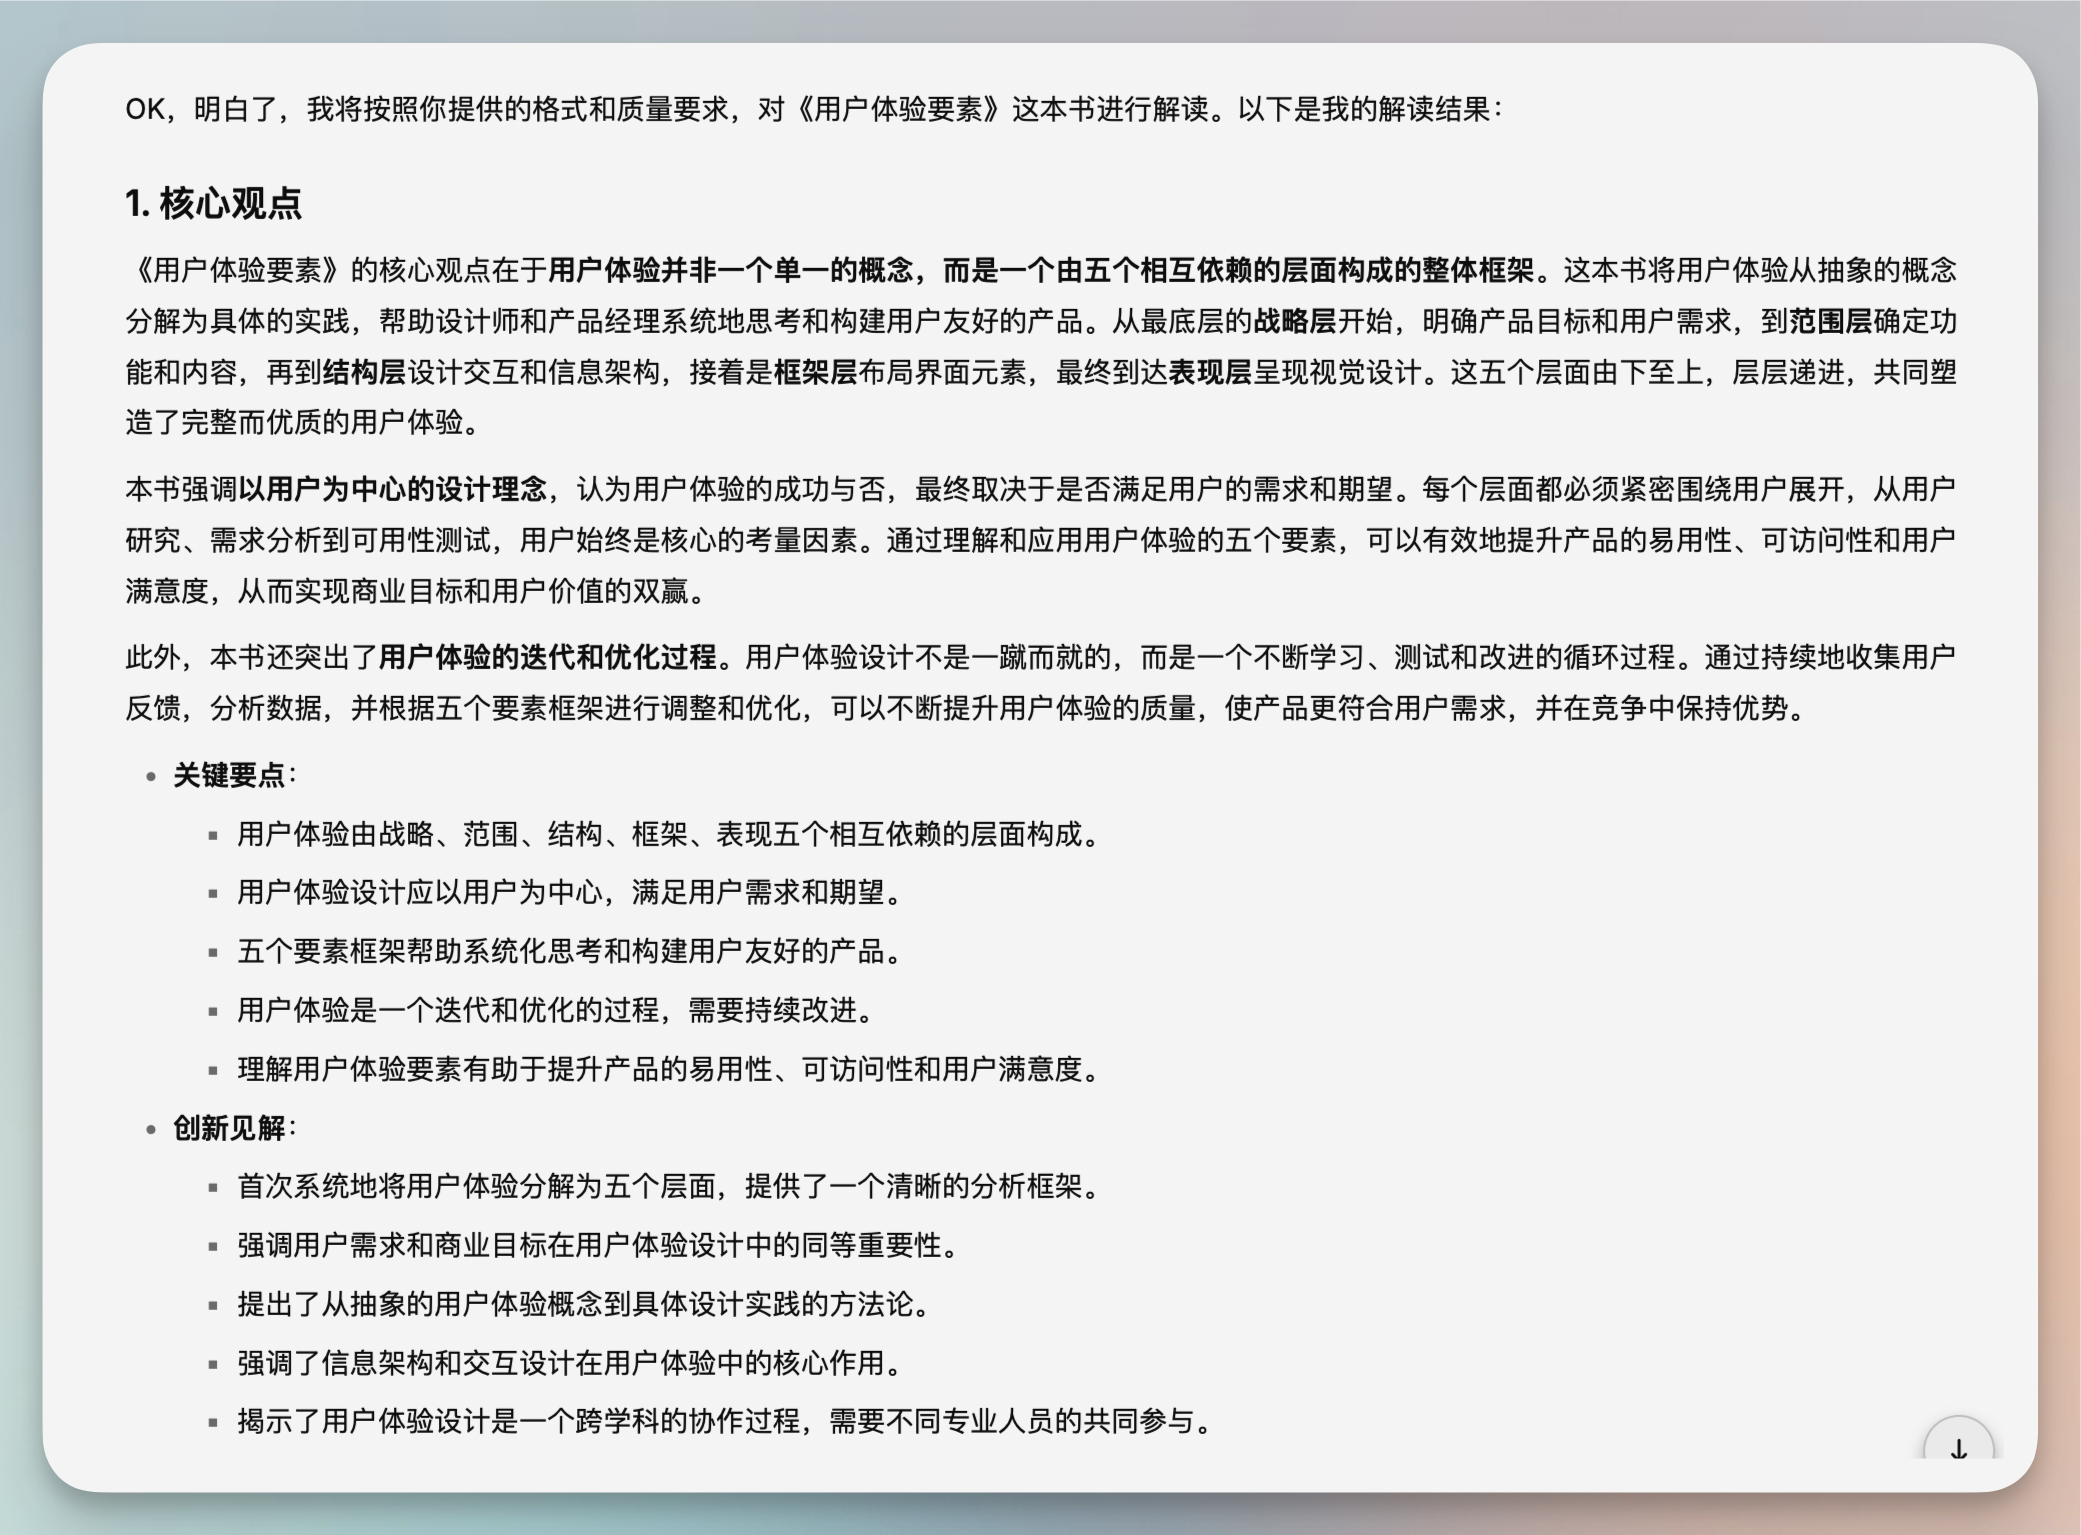 OK，明白了，我将按照你提供的格式和质量要求，对《用户体验要素》这本书进行解读。以下是我的解读结果：
1. 核心观点
《用户体验要素》的核心观点在于用户体验并非一个单一的概念，而是一个由五个相互依赖的层面构成的整体框架。这本书将用户体验从抽象的概念
分解为具体的实践，帮助设计师和产品经理系统地思考和构建用户友好的产品。从最底层的战略层开始，明确产品目标和用户需求，到范围层确定功
能和内容，再到结构层设计交互和信息架构，接着是框架层布局界面元素，最终到达表现层呈现视觉设计。这五个层面由下至上，层层递进，共同塑
造了完整而优质的用户体验。
本书强调以用户为中心的设计理念，认为用户体验的成功与否，最终取决于是否满足用户的需求和期望。每个层面都必须紧密围绕用户展开，从用户
研究、需求分析到可用性测试，用户始终是核心的考量因素。通过理解和应用用户体验的五个要素，可以有效地提升产品的易用性、可访问性和用户
满意度，从而实现商业目标和用户价值的双赢。
此外，本书还突出了用户体验的迭代和优化过程。用户体验设计不是一蹴而就的，而是一个不断学习、测试和改进的循环过程。通过持续地收集用户
反馈，分析数据，并根据五个要素框架进行调整和优化，可以不断提升用户体验的质量，使产品更符合用户需求，并在竞争中保持优势。
• 关键要点：
▪ 用户体验由战略、范围、结构、框架、表现五个相互依赖的层面构成。
▪ 用户体验设计应以用户为中心，满足用户需求和期望。
▪ 五个要素框架帮助系统化思考和构建用户友好的产品。
▪ 用户体验是一个迭代和优化的过程，需要持续改进。
▪ 理解用户体验要素有助于提升产品的易用性、可访问性和用户满意度。
• 创新见解：
▪ 首次系统地将用户体验分解为五个层面，提供了一个清晰的分析框架。
▪ 强调用户需求和商业目标在用户体验设计中的同等重要性。
▪ 提出了从抽象的用户体验概念到具体设计实践的方法论。
▪ 强调了信息架构和交互设计在用户体验中的核心作用。
▪ 揭示了用户体验设计是一个跨学科的协作过程，需要不同专业人员的共同参与。